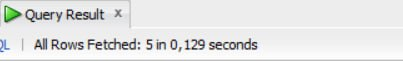 Query Result x
QL | All Rows Fetched: 5 in 0,129 seconds